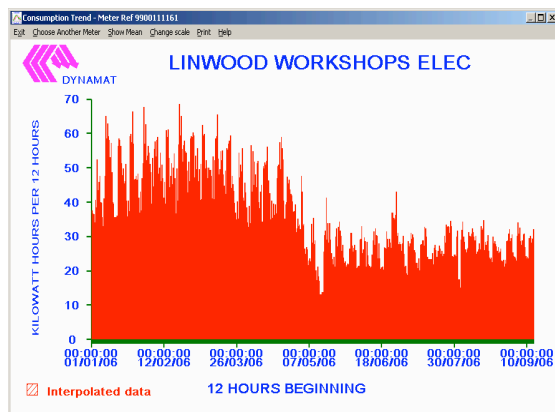 Consumption Trend - Meter Ref 9900111161
Exit Choose Another Meter Show Mean Change scale Print Help
DYNAMAT
LINWOOD WORKSHOPS ELEC
KILOWATT HOURS PER 12 HOURS
70
60
50
40
30
20
10
0
00:00:00 00:00:00 00:00:00 00:00:00 00:00:00 00:00:00 00:00:00
01/01/06 12/02/06 26/03/06 07/05/06 18/06/06 30/07/06 10/09/06
Interpolated data
12 HOURS BEGINNING